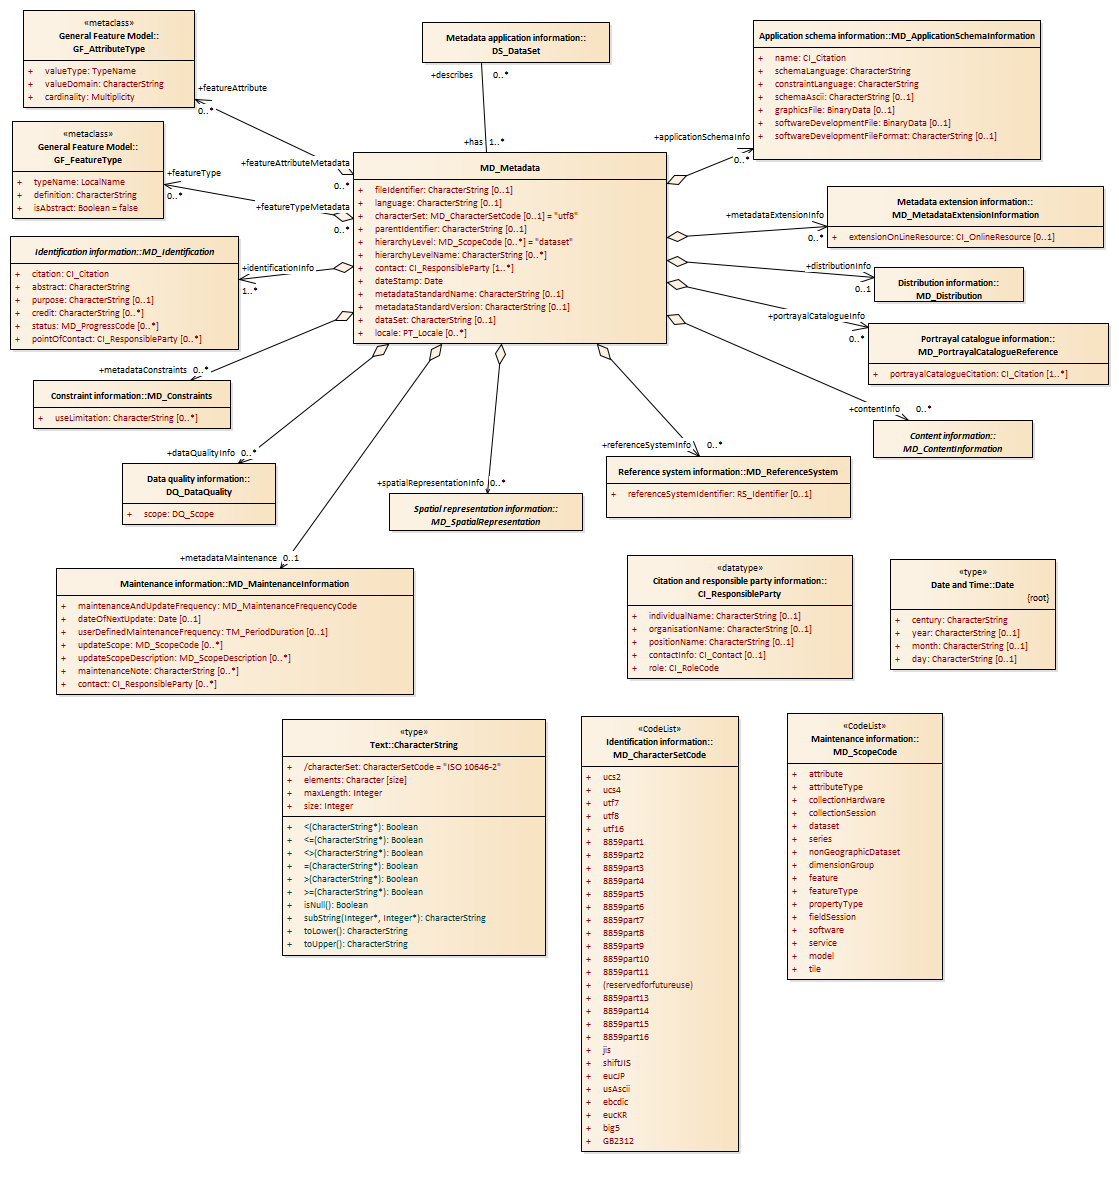 «metaclass»
General Feature Model::
GF_AttributeType
+ valueType: TypeName
+ valueDomain: CharacterString
+ cardinality: Multiplicity
+featureAttribute
0..*
«metaclass»
General Feature Model::
GF_FeatureType
+ typeName: LocalName
+ definition: CharacterString
+ isAbstract: Boolean = false
+featureType
0..*
+featureAttributeMetadata
0..*
+featureTypeMetadata
0..*
Metadata application information::
DS_DataSet
+describes 0..*
+has 1..*
Application schema information::MD_ApplicationSchemaInformation
+ name: CI_Citation
+ schemaLanguage: CharacterString
+ constraintLanguage: CharacterString
+ schemaAscii: CharacterString [0..1]
+ graphicsFile: BinaryData [0..1]
+ softwareDevelopmentFile: BinaryData [0..1]
+ softwareDevelopmentFileFormat: CharacterString [0..1]
+applicationSchemaInfo
0..*
MD_Metadata
+ fileIdentifier: CharacterString [0..1]
+ language: CharacterString [0..1]
+ characterSet: MD_CharacterSetCode [0..1] = "utf8"
+ parentIdentifier: CharacterString [0..1]
+ hierarchyLevel: MD_ScopeCode [0..*] = "dataset"
+ hierarchyLevelName: CharacterString [0..*]
+ contact: CI_ResponsibleParty [1..*]
+ dateStamp: Date
+ metadataStandardName: CharacterString [0..1]
+ metadataStandardVersion: CharacterString [0..1]
+ dataSet: CharacterString [0..1]
+ locale: PT_Locale [0..*]
Metadata extension information::
MD_MetadataExtensionInformation
+ extensionOnLineResource: CI_OnlineResource [0..1]
+metadataExtensionInfo
0..*
Identification information::MD_Identification
+ citation: CI_Citation
+ abstract: CharacterString
+ purpose: CharacterString [0..1]
+ credit: CharacterString [0..*]
+ status: MD_ProgressCode [0..*]
+ pointOfContact: CI_ResponsibleParty [0..*]
+identificationInfo
1..*
+distributionInfo
0..1
Distribution information::
MD_Distribution
+portrayalCatalogueInfo
0..*
Portrayal catalogue information::
MD_PortrayalCatalogueReference
+ portrayalCatalogueCitation: CI_Citation [1..*]
+metadataConstraints 0..*
Constraint information::MD_Constraints
+ useLimitation: CharacterString [0..*]
+contentInfo 0..*
Content information::
MD_ContentInformation
+dataQualityInfo 0..*
Data quality information::
DQ_DataQuality
+ scope: DQ_Scope
+spatialRepresentationInfo 0..*
Spatial representation information::
MD_SpatialRepresentation
+referenceSystemInfo 0..*
Reference system information::MD_ReferenceSystem
+ referenceSystemIdentifier: RS_Identifier [0..1]
+metadataMaintenance 0..1
Maintenance information::MD_MaintenanceInformation
+ maintenanceAndUpdateFrequency: MD_MaintenanceFrequencyCode
+ dateOfNextUpdate: Date [0..1]
+ userDefinedMaintenanceFrequency: TM_PeriodDuration [0..1]
+ updateScope: MD_ScopeCode [0..*]
+ updateScopeDescription: MD_ScopeDescription [0..*]
+ maintenanceNote: CharacterString [0..*]
+ contact: CI_ResponsibleParty [0..*]
«datatype»
Citation and responsible party information::
CI_ResponsibleParty
+ individualName: CharacterString [0..1]
+ organisationName: CharacterString [0..1]
+ positionName: CharacterString [0..1]
+ contactInfo: CI_Contact [0..1]
+ role: CI_RoleCode
«type»
Date and Time::Date
{root}
+ century: CharacterString
+ year: CharacterString [0..1]
+ month: CharacterString [0..1]
+ day: CharacterString [0..1]
«type»
Text::CharacterString
+ /characterSet: CharacterSetCode = "ISO 10646-2"
+ elements: Character [size]
+ maxLength: Integer
+ size: Integer
+ <(CharacterString*): Boolean
+ <=(CharacterString*): Boolean
+ <>(CharacterString*): Boolean
+ =(CharacterString*): Boolean
+ >(CharacterString*): Boolean
+ >=(CharacterString*): Boolean
+ isNull(): Boolean
+ subString(Integer*, Integer*): CharacterString
+ toLower(): CharacterString
+ toUpper(): CharacterString
«CodeList»
Identification information::
MD_CharacterSetCode
+ ucs2
+ ucs4
+ utf7
+ utf8
+ utf16
+ 8859part1
+ 8859part2
+ 8859part3
+ 8859part4
+ 8859part5
+ 8859part6
+ 8859part7
+ 8859part8
+ 8859part9
+ 8859part10
+ 8859part11
+ (reservedforfutureuse)
+ 8859part13
+ 8859part14
+ 8859part15
+ 8859part16
+ jis
+ shiftJIS
+ eucJP
+ usAscii
+ ebcdic
+ eucKR
+ big5
+ GB2312
«CodeList»
Maintenance information::
MD_ScopeCode
+ attribute
+ attributeType
+ collectionHardware
+ collectionSession
+ dataset
+ series
+ nonGeographicDataset
+ dimensionGroup
+ feature
+ featureType
+ propertyType
+ fieldSession
+ software
+ service
+ model
+ tile